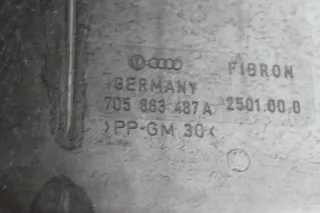 FIBRON
GERMANY
705 863 487 A 2501.00.0
>PP-GM 30<